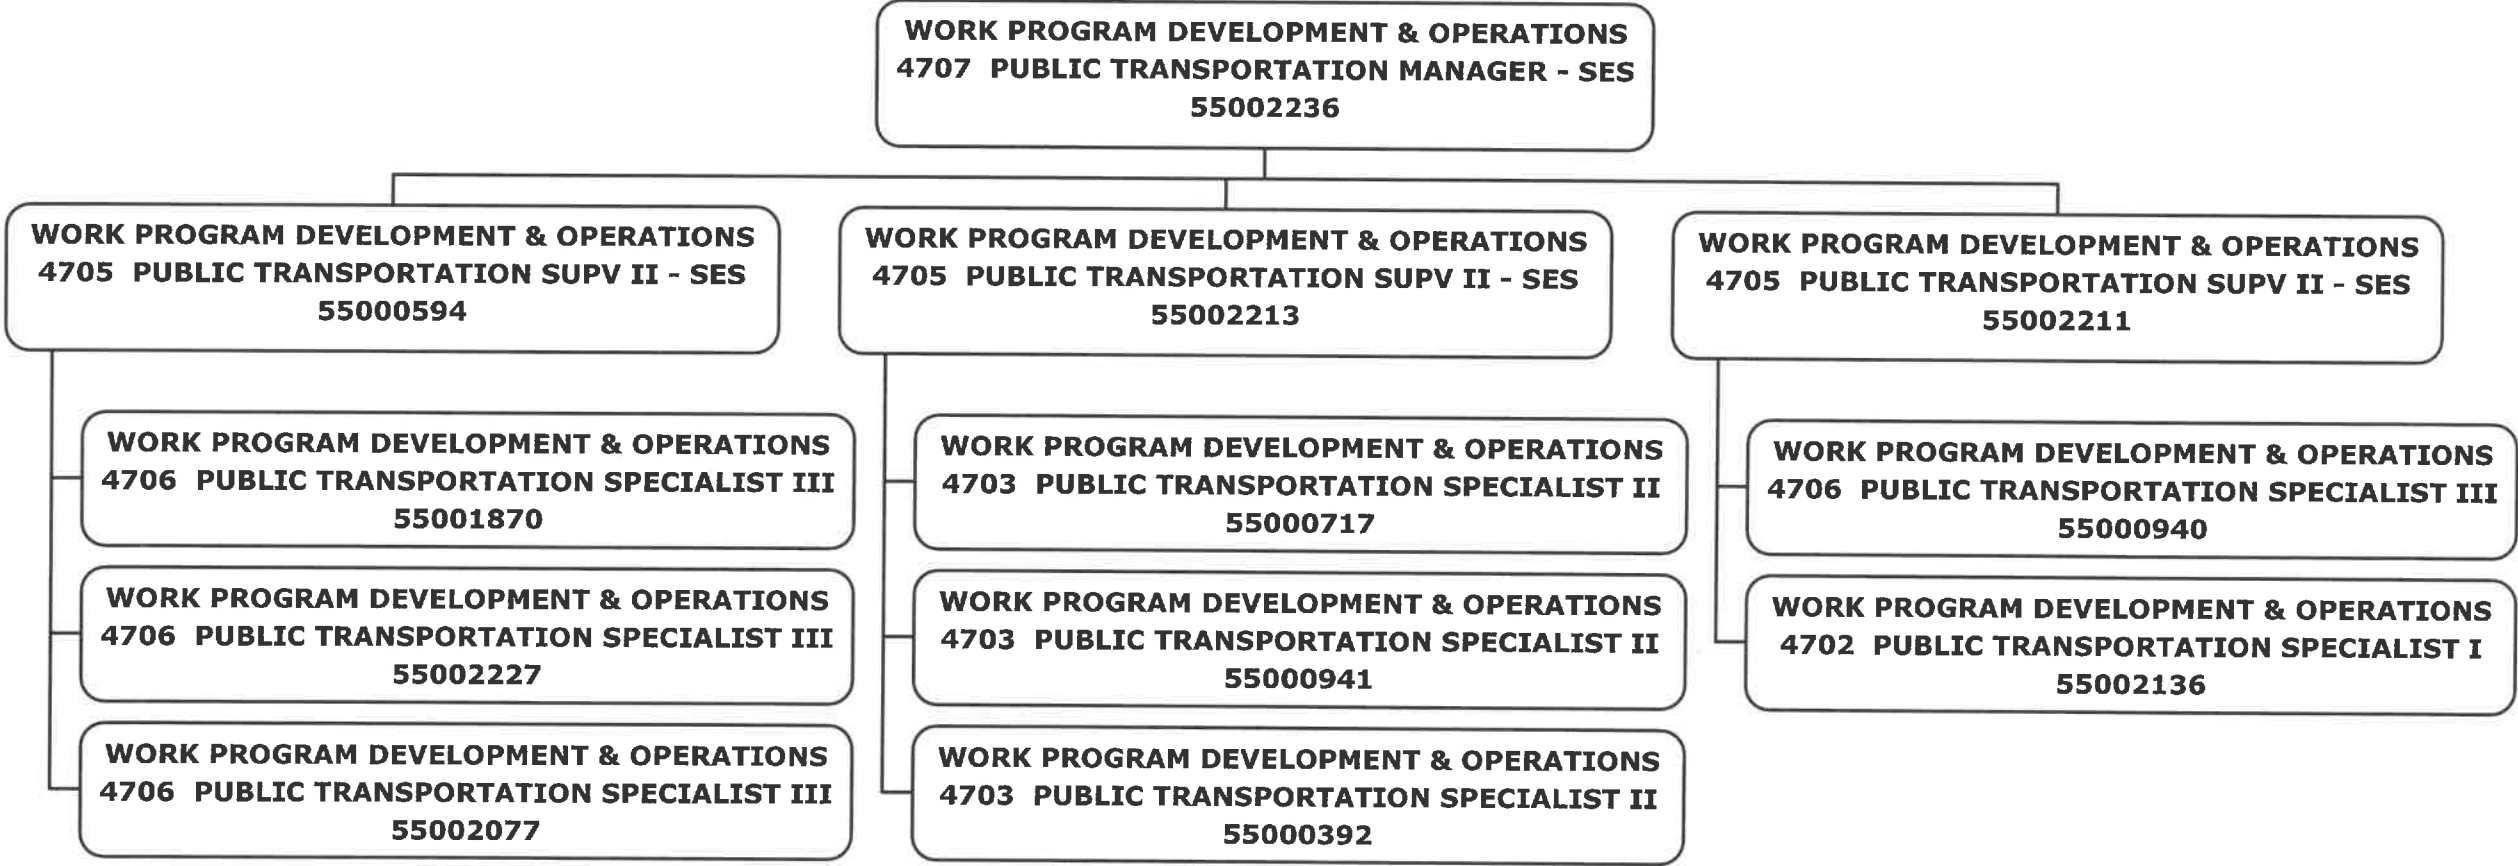 WORK PROGRAM DEVELOPMENT & OPERATIONS
4707 PUBLIC TRANSPORTATION MANAGER - SES
55002236
WORK PROGRAM DEVELOPMENT & OPERATIONS
4705 PUBLIC TRANSPORTATION SUPV II - SES
55000594
WORK PROGRAM DEVELOPMENT & OPERATIONS
4706 PUBLIC TRANSPORTATION SPECIALIST III
55001870
WORK PROGRAM DEVELOPMENT & OPERATIONS
4706 PUBLIC TRANSPORTATION SPECIALIST III
55002227
WORK PROGRAM DEVELOPMENT & OPERATIONS
4706 PUBLIC TRANSPORTATION SPECIALIST III
55002077
WORK PROGRAM DEVELOPMENT & OPERATIONS
4705 PUBLIC TRANSPORTATION SUPV II - SES
55002213
WORK PROGRAM DEVELOPMENT & OPERATIONS
4703 PUBLIC TRANSPORTATION SPECIALIST II
55000717
WORK PROGRAM DEVELOPMENT & OPERATIONS
4703 PUBLIC TRANSPORTATION SPECIALIST II
55000941
WORK PROGRAM DEVELOPMENT & OPERATIONS
4703 PUBLIC TRANSPORTATION SPECIALIST II
55000392
WORK PROGRAM DEVELOPMENT & OPERATIONS
4705 PUBLIC TRANSPORTATION SUPV II - SES
55002211
WORK PROGRAM DEVELOPMENT & OPERATIONS
4706 PUBLIC TRANSPORTATION SPECIALIST III
55000940
WORK PROGRAM DEVELOPMENT & OPERATIONS
4702 PUBLIC TRANSPORTATION SPECIALIST I
55002136